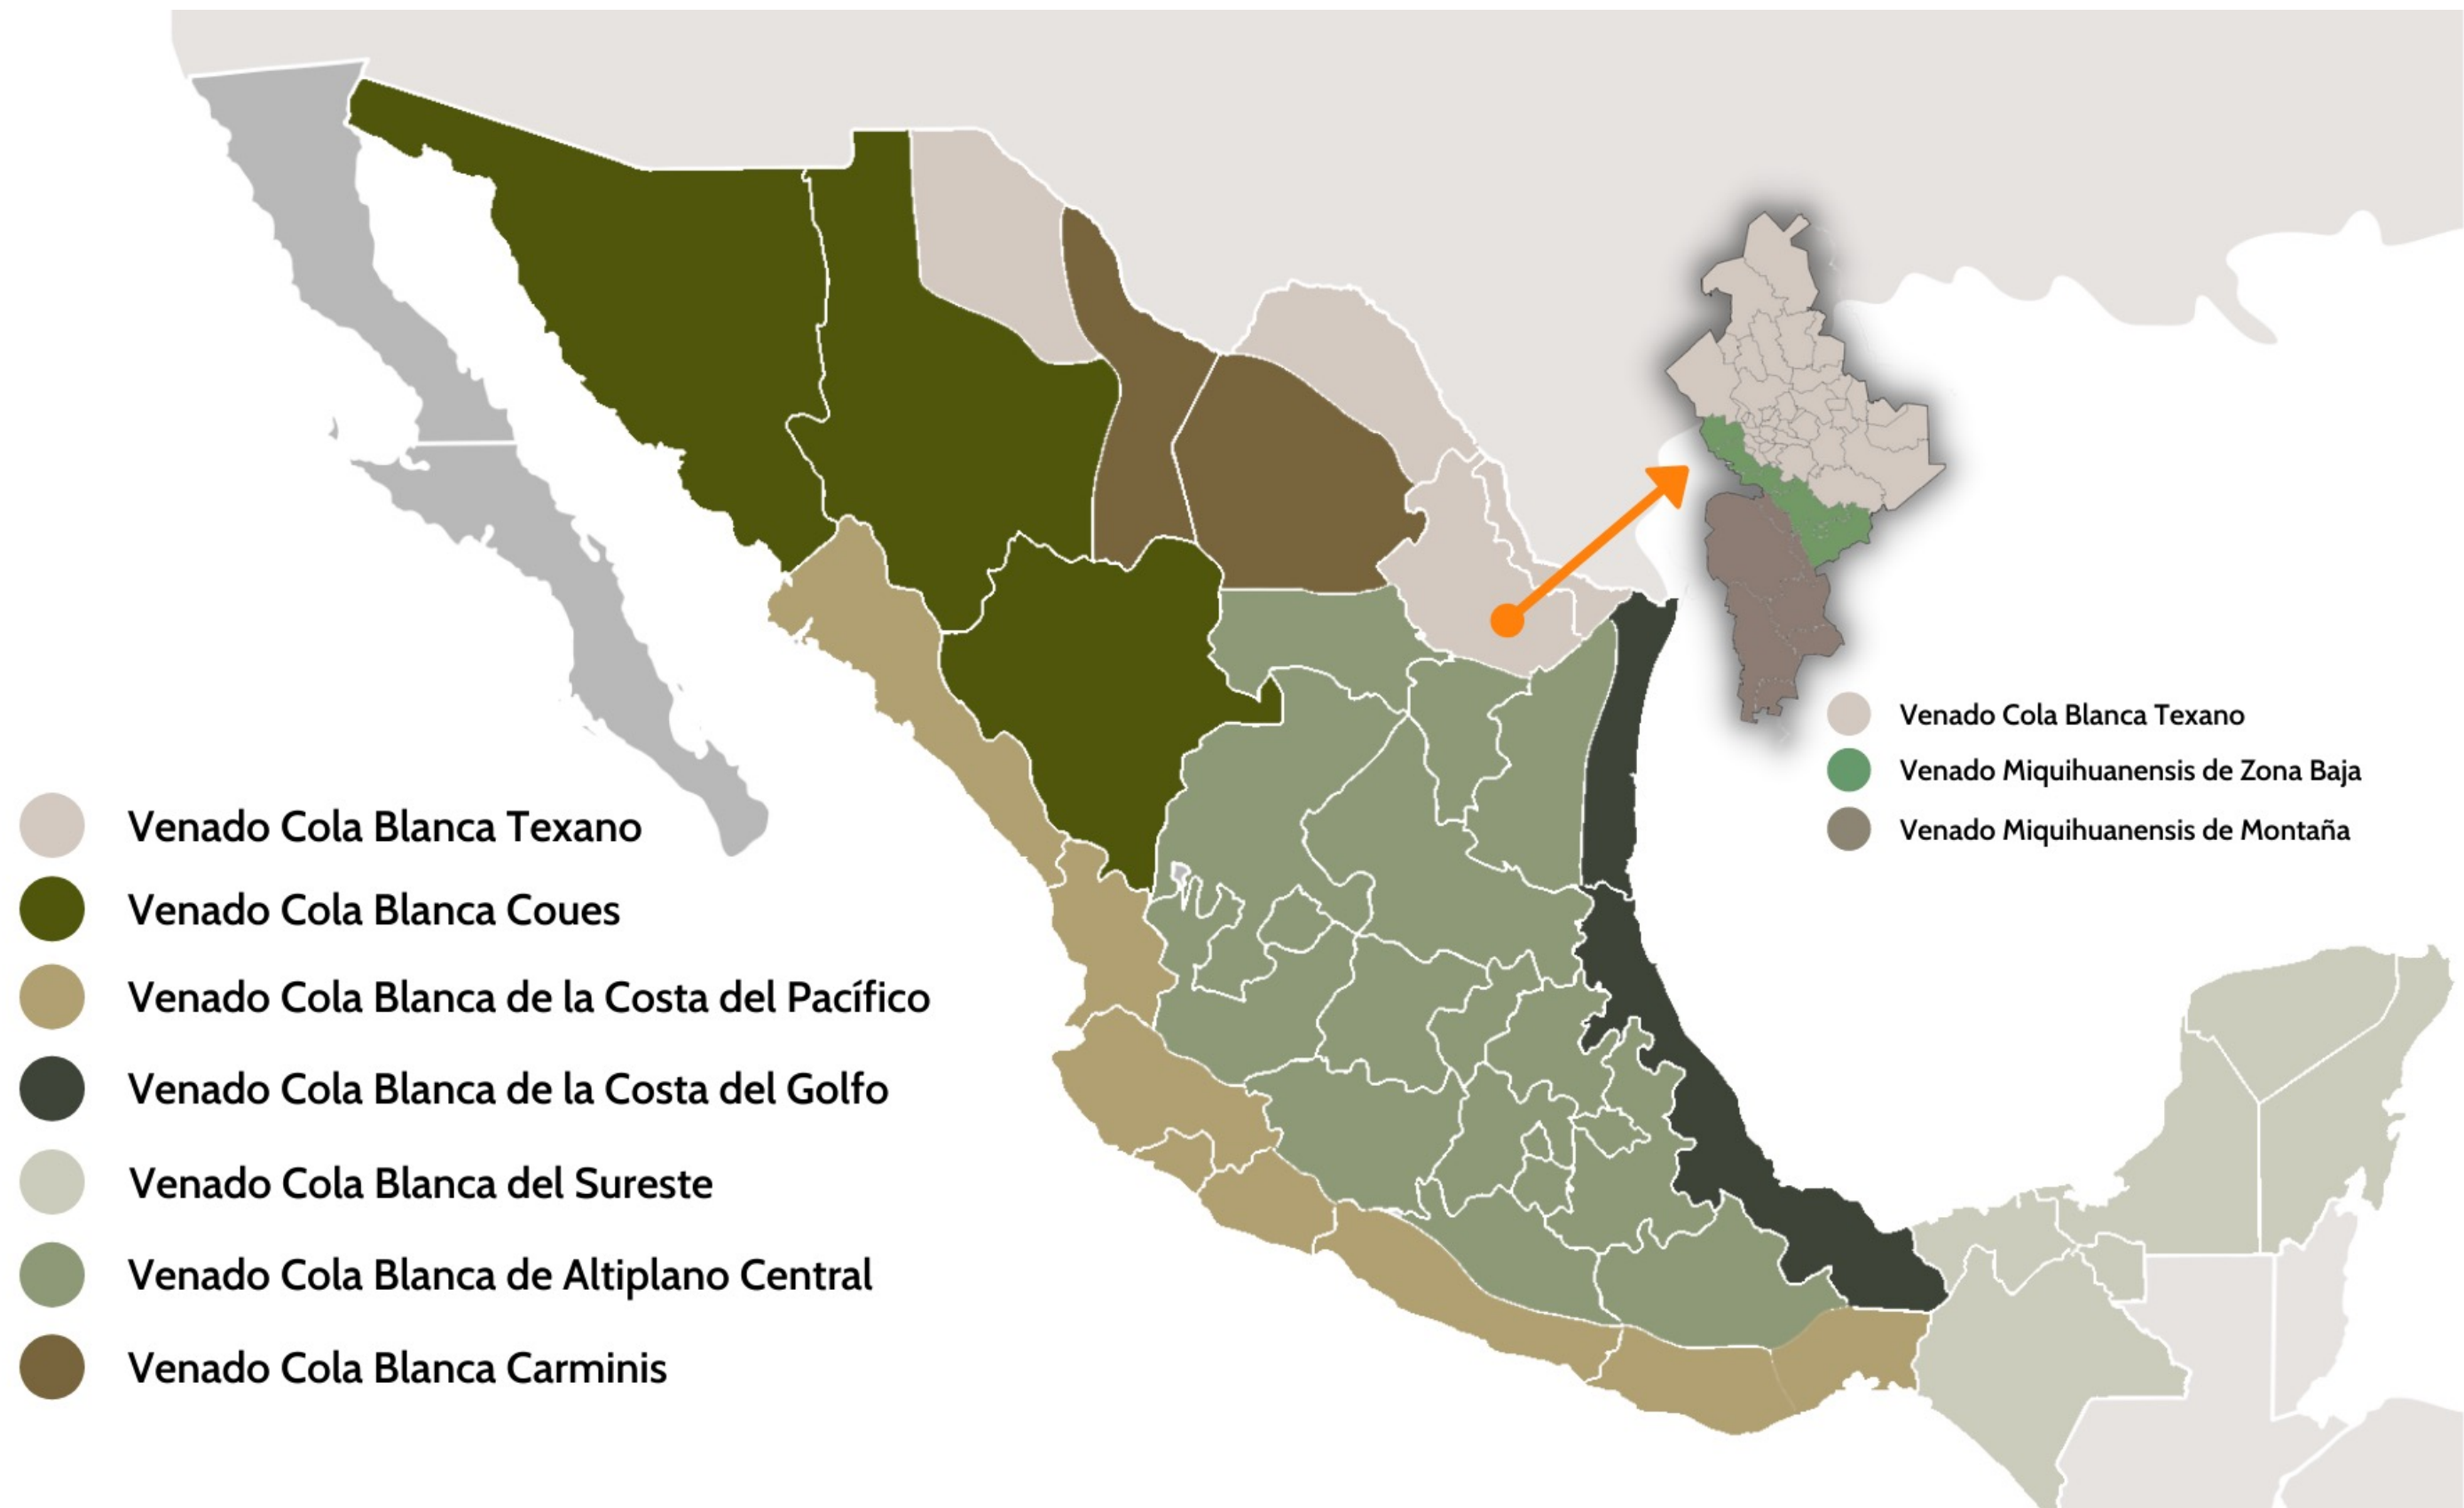 Venado Cola Blanca Texano
Venado Miquihuanensis de Zona Baja
Venado Miquihuanensis de Montaña
Venado Cola Blanca Texano
Venado Cola Blanca Coues
Venado Cola Blanca de la Costa del Pacífico
Venado Cola Blanca de la Costa del Golfo
Venado Cola Blanca del Sureste
Venado Cola Blanca de Altiplano Central
Venado Cola Blanca Carminis